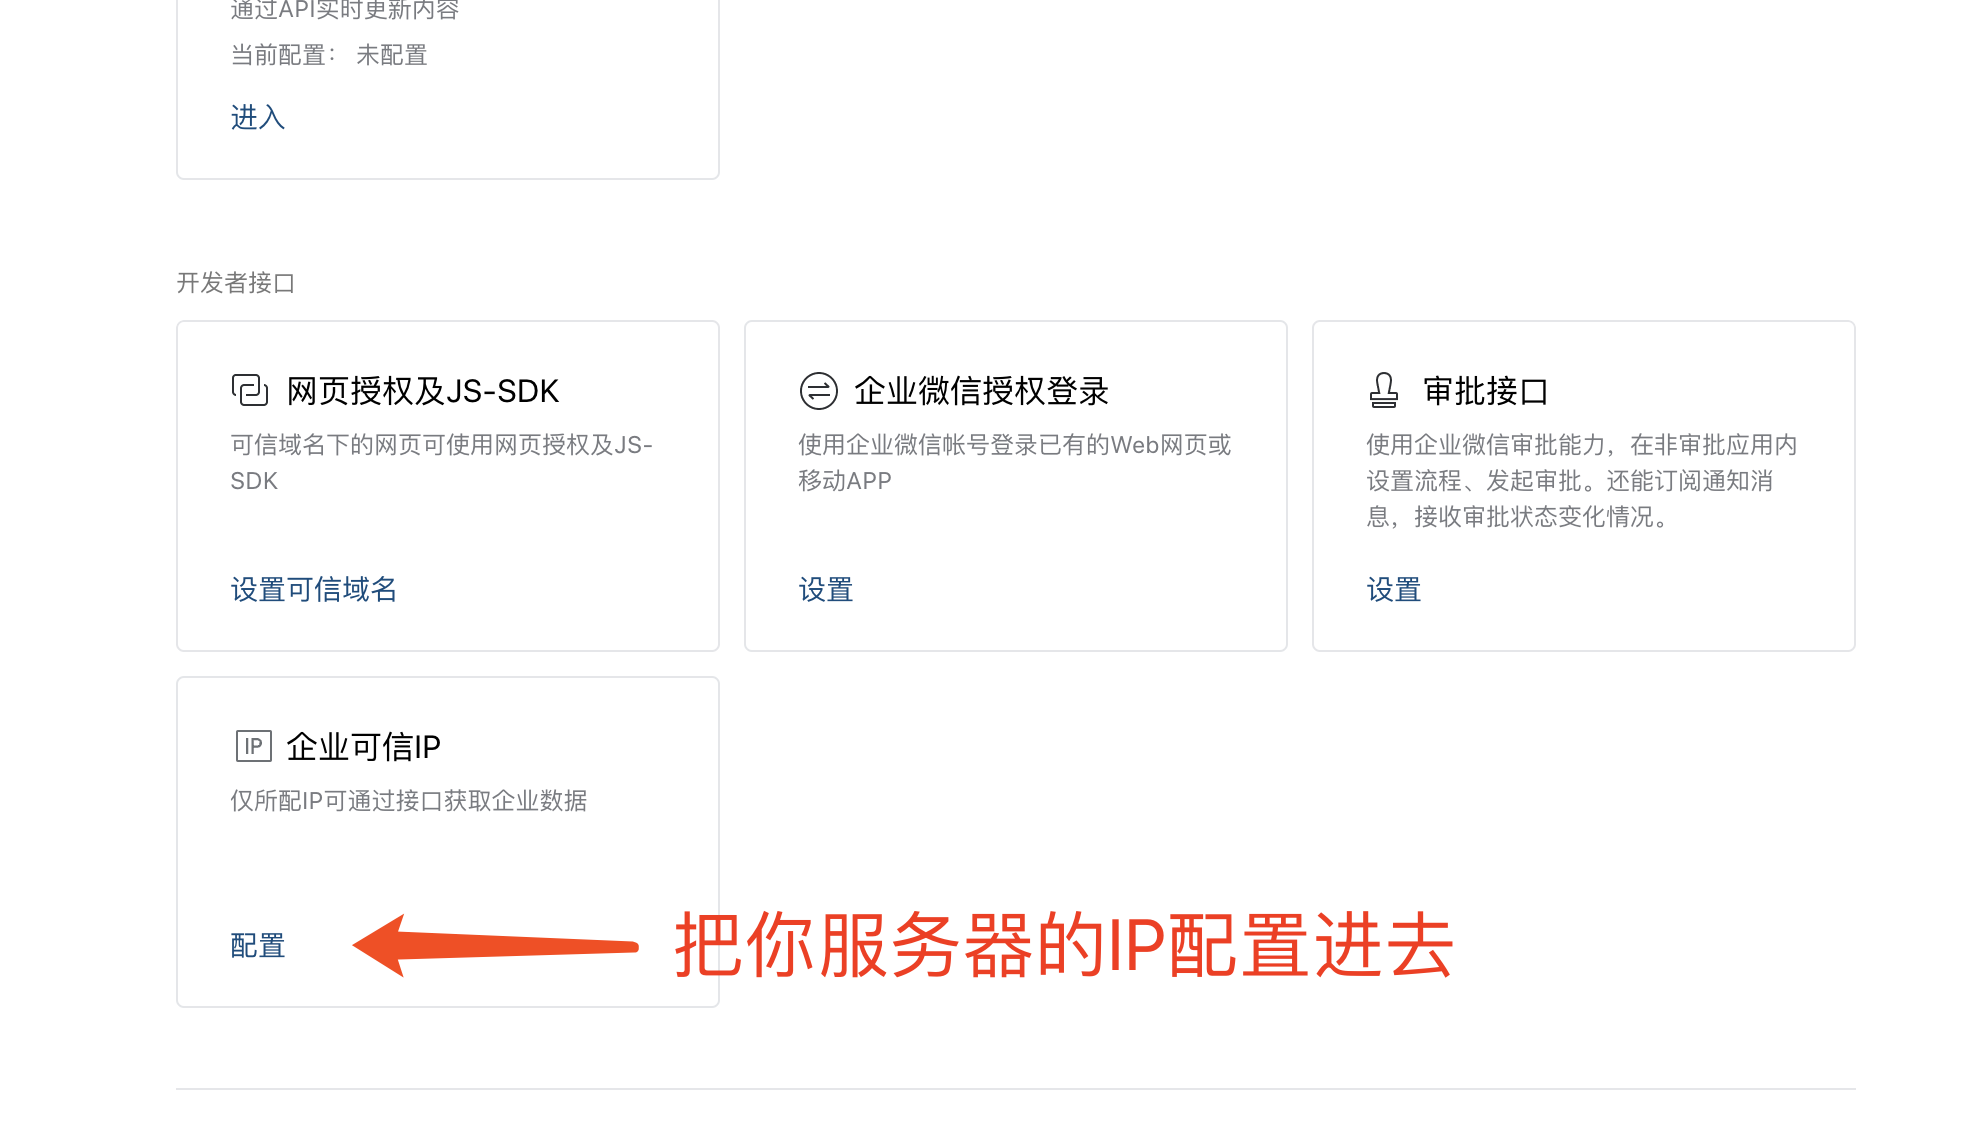 通过API实时更新内容
当前配置： 未配置
进入
开发者接口
网页授权及JS-SDK
可信域名下的网页可使用网页授权及JS-
SDK
设置可信域名
企业微信授权登录
使用企业微信帐号登录已有的Web网页或
移动APP
设置
审批接口
使用企业微信审批能力，在非审批应用内
设置流程、发起审批。还能订阅通知消
息，接收审批状态变化情况。
设置
IP 企业可信IP
仅所配IP可通过接口获取企业数据
配置
把你服务器的IP配置进去